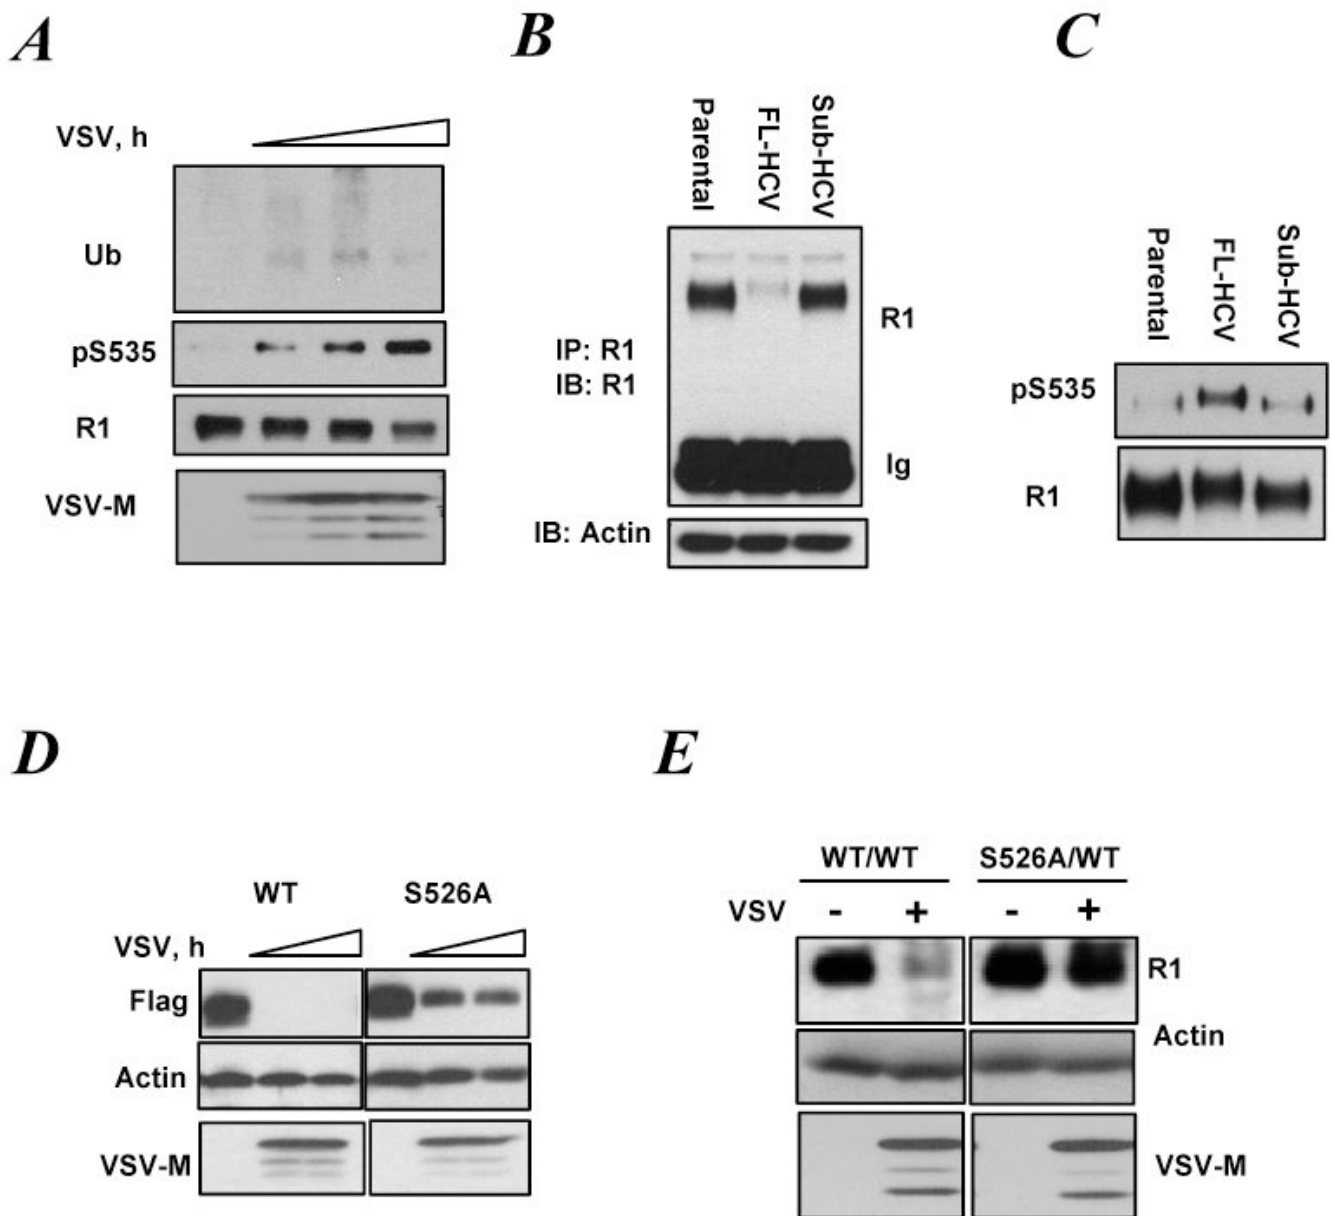 A
VSV, h
Ub
pS535
R1
VSV-M
B
Parental
FL-HCV
Sub-HCV
IP: R1
IB: R1
R1
Ig
IB: Actin
C
Parental
FL-HCV
Sub-HCV
pS535
R1
D
WT S526A
VSV, h
Flag
Actin
VSV-M
E
WT/WT S526A/WT
VSV - + - +
R1
Actin
VSV-M